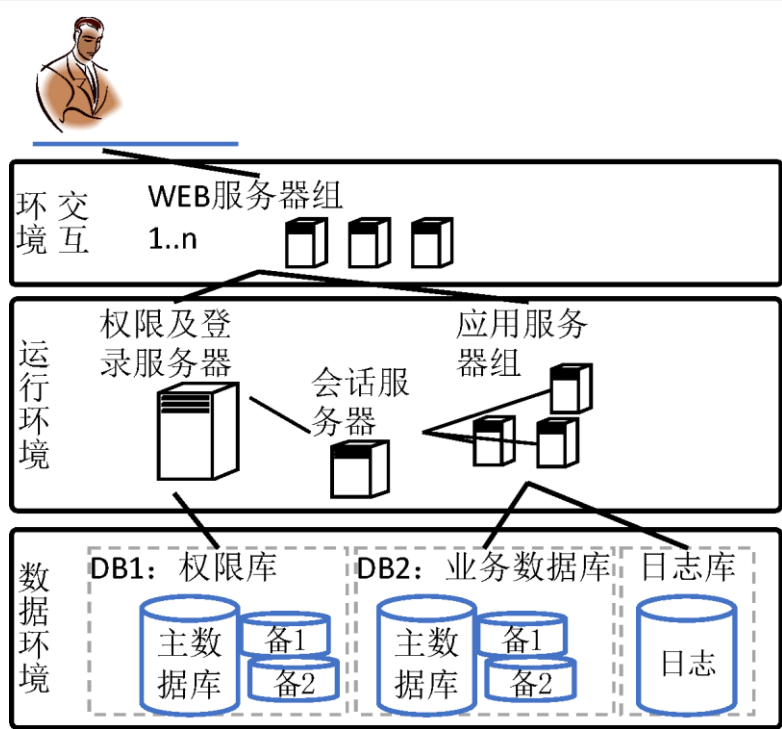 交互
环境
WEB服务器组
1..n
运行环境
权限及登
录服务器
会话服
务器
应用服务
器组
数据环境
DB1：权限库
主数
据库
备1
备2
DB2：业务数据库
主数
据库
备1
备2
日志库
日志